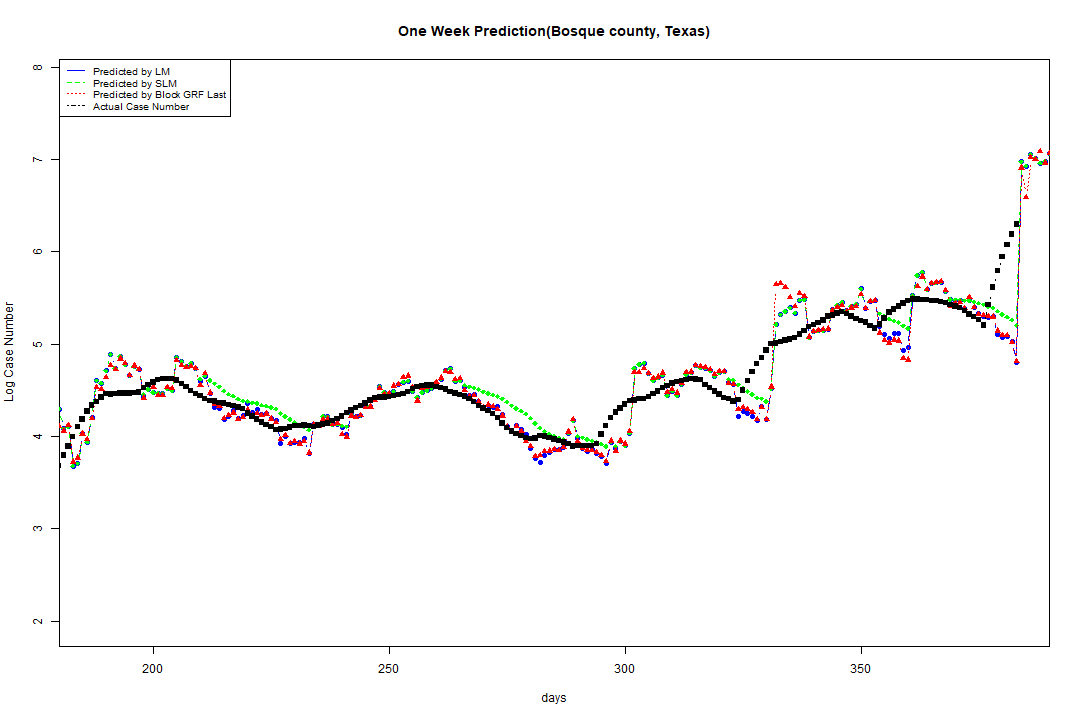 One Week Prediction(Bosque county, Texas)
Predicted by LM
Predicted by SLM
Predicted by Block GRF Last
Actual Case Number
8
7
6
5
4
3
2
Log Case Number
200 250 300 350
days